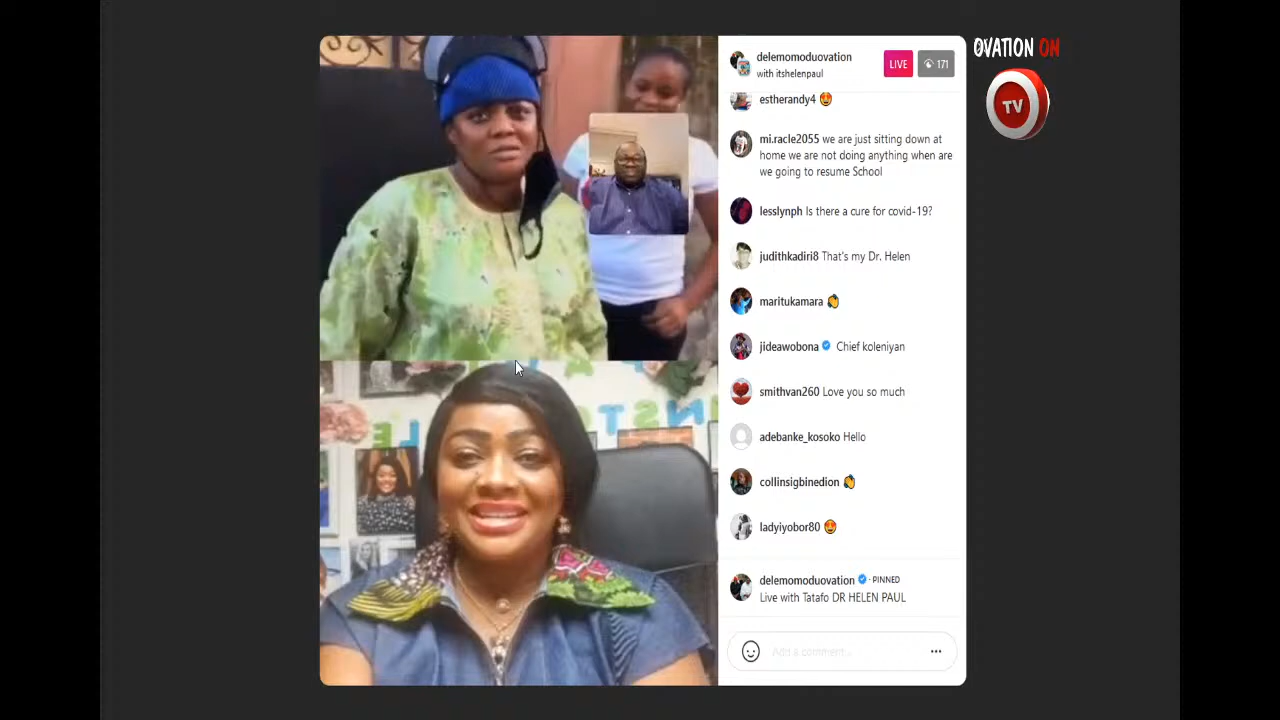 OVATION ON
TV
delemomoduovation
with itshelenpaul
LIVE
171
estherandy4 😍
mi.racle2055 we are just sitting down at
home we are not doing anything when are
we going to resume School
lesslynph Is there a cure for covid-19?
judithkadiri8 That's my Dr. Helen
maritukamara 👏
jideawobona Chief koleniyan
smithvan260 Love you so much
adebanke_kosoko Hello
collinsigbinedion 👏
ladyiyobor80 😍
delemomoduovation · PINNED
Live with Tatafo DR HELEN PAUL
Add a comment...